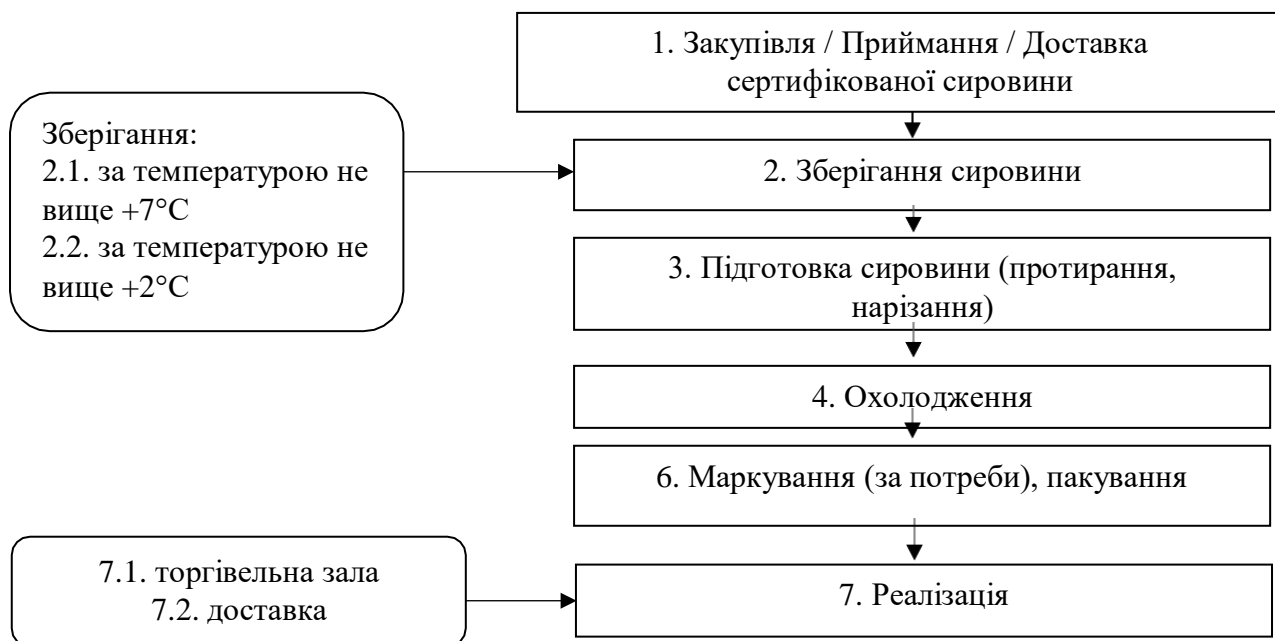 1. Закупівля / Приймання / Доставка
сертифікованої сировини
Зберігання:
2.1. за температурою не
вище +7°C
2.2. за температурою не
вище +2°C
2. Зберігання сировини
3. Підготовка сировини (протирання,
нарізання)
4. Охолодження
6. Маркування (за потреби), пакування
7.1. торгівельна зала
7.2. доставка
7. Реалізація